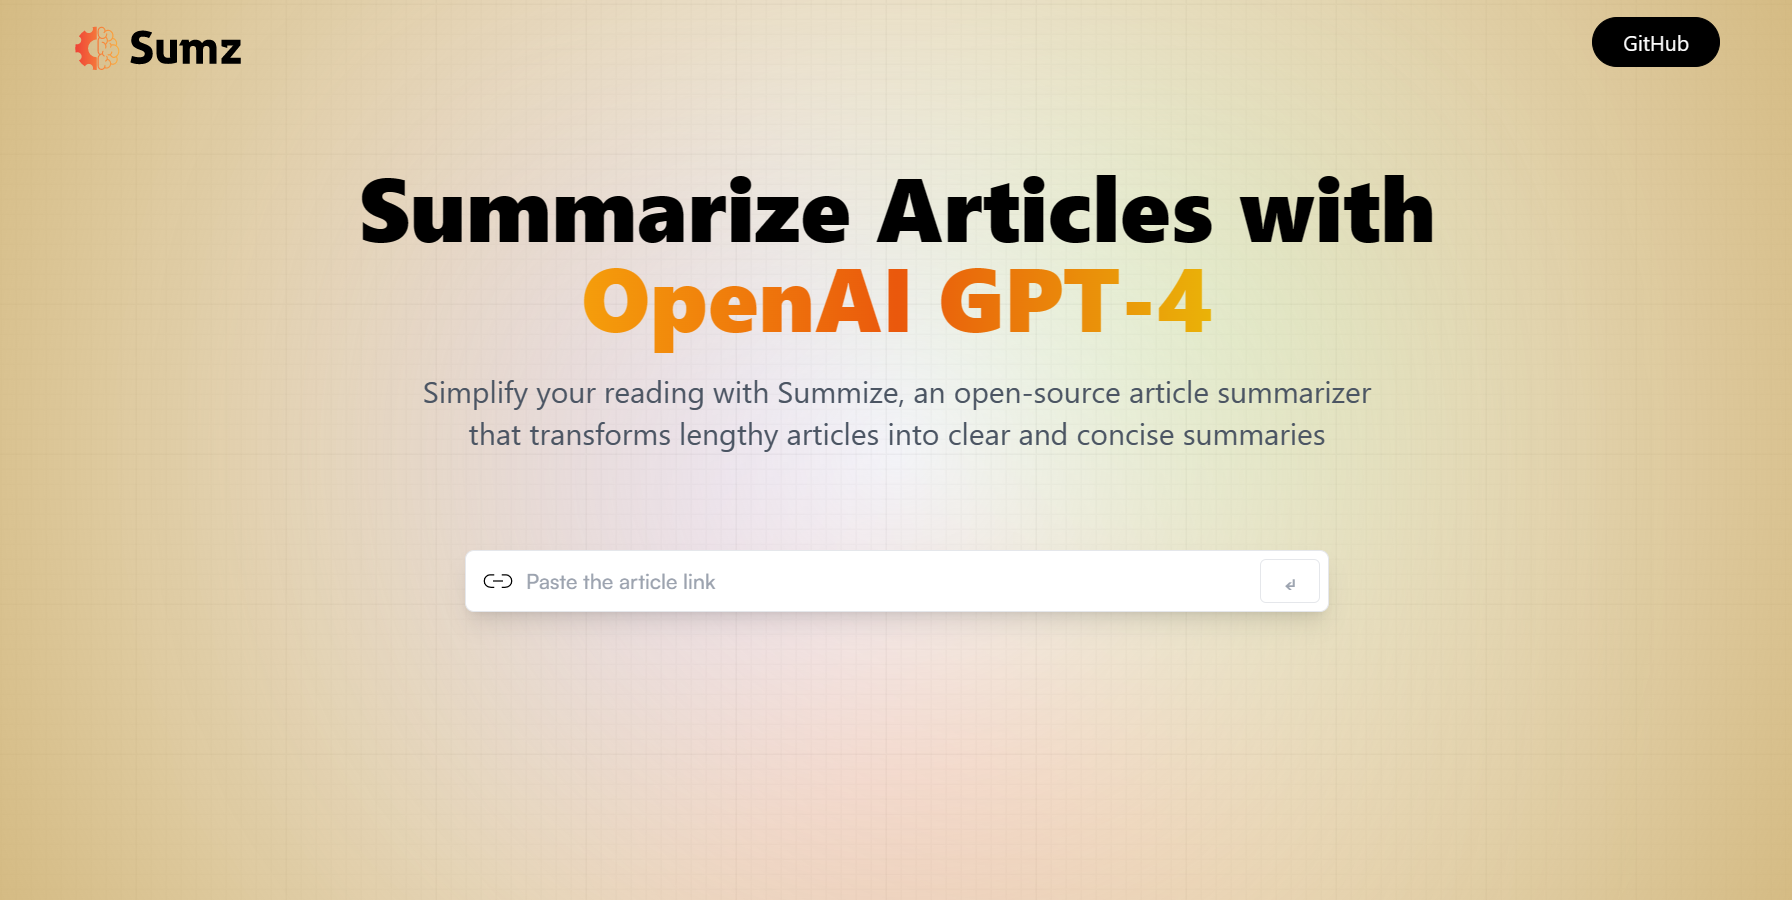 Sumz
GitHub
Summarize Articles with
OpenAI GPT-4
Simplify your reading with Summize, an open-source article summarizer
that transforms lengthy articles into clear and concise summaries
Paste the article link
↲